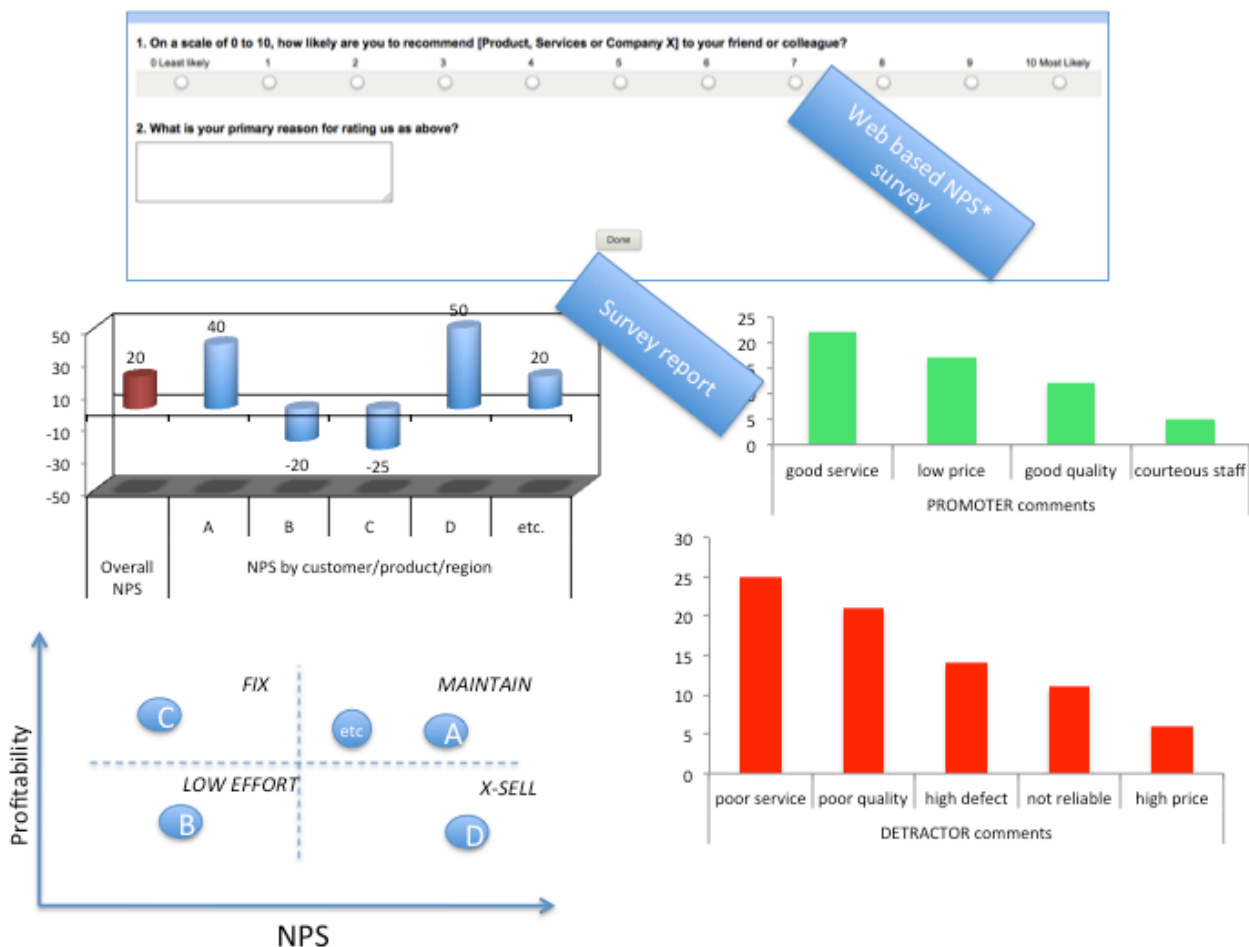 1. On a scale of 0 to 10, how likely are you to recommend [Product, Services or Company X] to your friend or colleague?
0 Least likely 1 2 3 4 5 6 7 8 9 10 Most Likely
2. What is your primary reason for rating us as above?
Web based NPS*
survey
Done
Survey report
50
30
10
-10
-30
-50
20
40
-20
-25
50
20
A B C D etc.
Overall
NPS
NPS by customer/product/region
25
20
15
10
5
0
good service low price good quality courteous staff
PROMOTER comments
30
25
20
15
10
5
0
poor service poor quality high defect not reliable high price
DETRACTOR comments
Profitability
FIX MAINTAIN
C etc A
LOW EFFORT X-SELL
B D
NPS